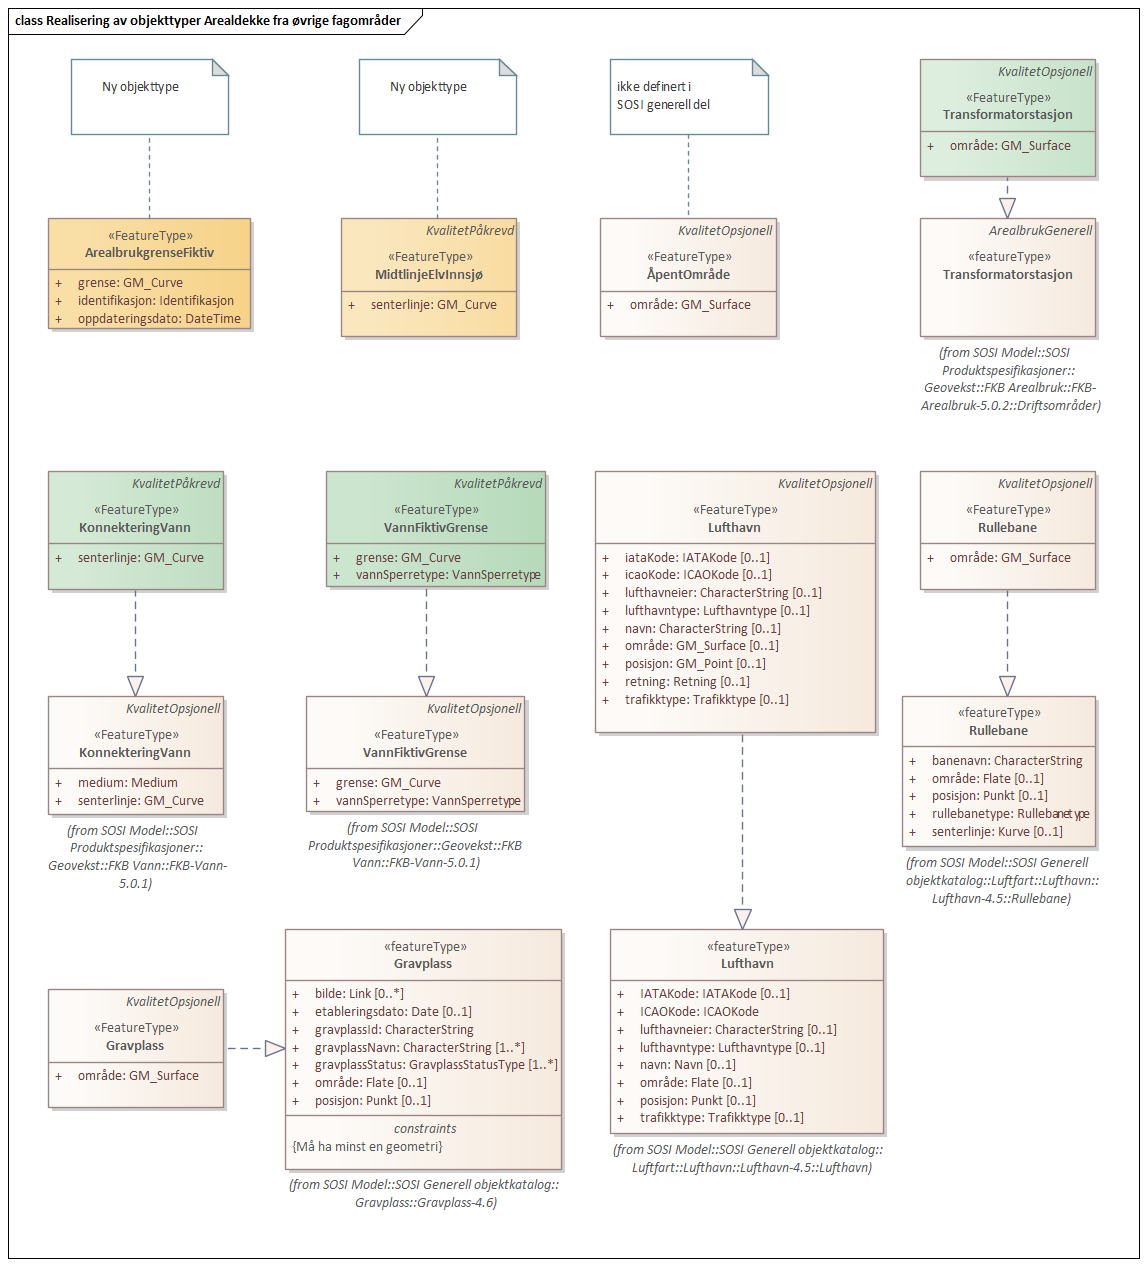 class Realisering av objekttyper Arealdekke fra øvrige fagområder
Ny objekttype
«FeatureType»
ArealbrukgrenseFiktiv
+ grense: GM_Curve
+ identifikasjon: Identifikasjon
+ oppdateringsdato: DateTime
Ny objekttype
KvalitetPåkrevd
«FeatureType»
MidtlinjeElvInnsjø
+ senterlinje: GM_Curve
ikke definert i
SOSI generell del
KvalitetOpsjonell
«FeatureType»
ÅpentOmråde
+ område: GM_Surface
KvalitetOpsjonell
«FeatureType»
Transformatorstasjon
+ område: GM_Surface
ArealbrukGenerell
«featureType»
Transformatorstasjon
(from SOSI Model::SOSI
Produktspesifikasjoner::
Geovekst::FKB Arealbruk::FKB-
Arealbruk-5.0.2::Driftsområder)
KvalitetPåkrevd
«FeatureType»
KonnekteringVann
+ senterlinje: GM_Curve
KvalitetOpsjonell
«FeatureType»
KonnekteringVann
+ medium: Medium
+ senterlinje: GM_Curve
(from SOSI Model::SOSI
Produktspesifikasjoner::
Geovekst::FKB Vann::FKB-Vann-
5.0.1)
KvalitetPåkrevd
«FeatureType»
VannFiktivGrense
+ grense: GM_Curve
+ vannSperretype: VannSperretype
KvalitetOpsjonell
«FeatureType»
VannFiktivGrense
+ grense: GM_Curve
+ vannSperretype: VannSperretype
(from SOSI Model::SOSI
Produktspesifikasjoner::Geovekst::FKB
Vann::FKB-Vann-5.0.1)
KvalitetOpsjonell
«FeatureType»
Lufthavn
+ iataKode: IATAKode [0..1]
+ icaoKode: ICAOKode [0..1]
+ lufthavneier: CharacterString [0..1]
+ lufthavntype: Lufthavntype [0..1]
+ navn: CharacterString [0..1]
+ område: GM_Surface [0..1]
+ posisjon: GM_Point [0..1]
+ retning: Retning [0..1]
+ trafikktype: Trafikktype [0..1]
KvalitetOpsjonell
«FeatureType»
Rullebane
+ område: GM_Surface
«featureType»
Rullebane
+ banenavn: CharacterString
+ område: Flate [0..1]
+ posisjon: Punkt [0..1]
+ rullebanetype: Rullebanetype
+ senterlinje: Kurve [0..1]
(from SOSI Model::SOSI Generell
objektkatalog::Luftfart::Lufthavn::
Lufthavn-4.5::Rullebane)
KvalitetOpsjonell
«FeatureType»
Gravplass
+ område: GM_Surface
«featureType»
Gravplass
+ bilde: Link [0..*]
+ etableringsdato: Date [0..1]
+ gravplassId: CharacterString
+ gravplassNavn: CharacterString [1..*]
+ gravplassStatus: GravplassStatusType [1..*]
+ område: Flate [0..1]
+ posisjon: Punkt [0..1]
constraints
{Må ha minst en geometri}
(from SOSI Model::SOSI Generell objektkatalog::
Gravplass::Gravplass-4.6)
«featureType»
Lufthavn
+ IATAKode: IATAKode [0..1]
+ ICAOKode: ICAOKode
+ lufthavneier: CharacterString [0..1]
+ lufthavntype: Lufthavntype [0..1]
+ navn: Navn [0..1]
+ område: Flate [0..1]
+ posisjon: Punkt [0..1]
+ trafikktype: Trafikktype [0..1]
(from SOSI Model::SOSI Generell objektkatalog::
Luftfart::Lufthavn::Lufthavn-4.5::Lufthavn)